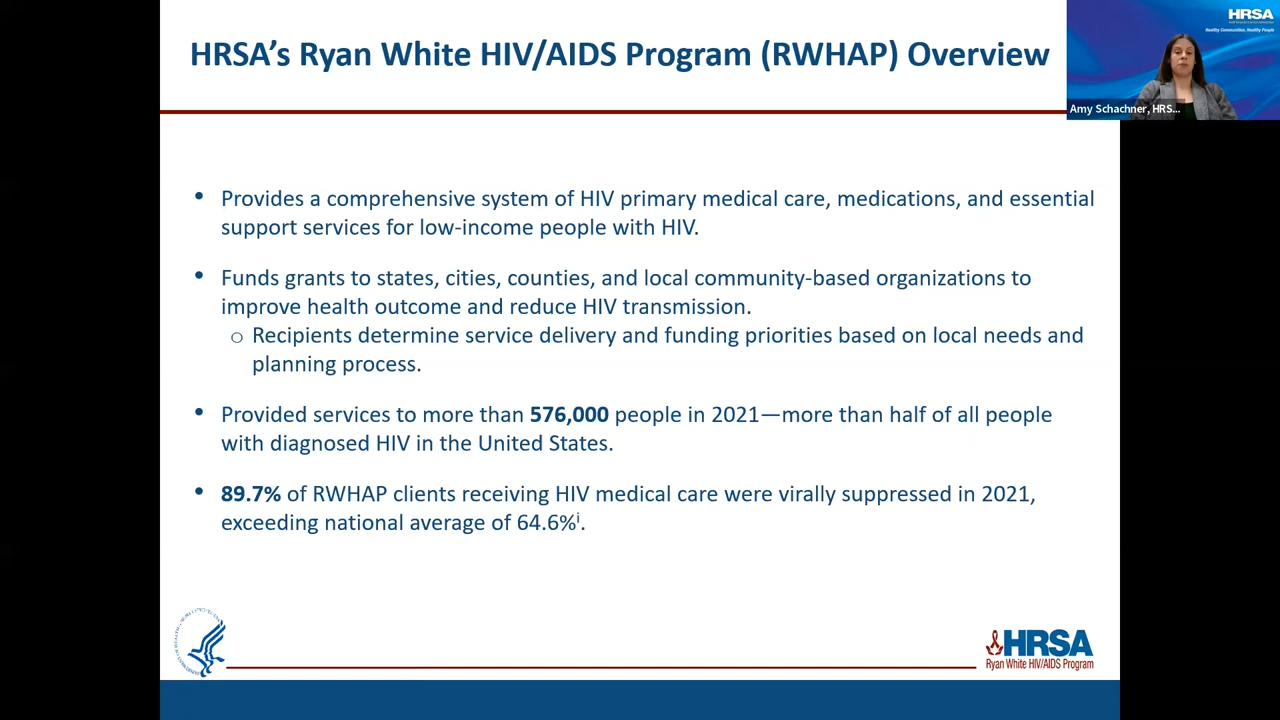 HRSA's Ryan White HIV/AIDS Program (RWHAP) Overview
HRSA
Healthy Communities, Healthy People
Amy Schachner, HRS...
• Provides a comprehensive system of HIV primary medical care, medications, and essential
support services for low-income people with HIV.
• Funds grants to states, cities, counties, and local community-based organizations to
improve health outcome and reduce HIV transmission.
o Recipients determine service delivery and funding priorities based on local needs and
planning process.
• Provided services to more than 576,000 people in 2021—more than half of all people
with diagnosed HIV in the United States.
• 89.7% of RWHAP clients receiving HIV medical care were virally suppressed in 2021,
exceeding national average of 64.6%ⁱ.
HRSA
Ryan White HIV/AIDS Program